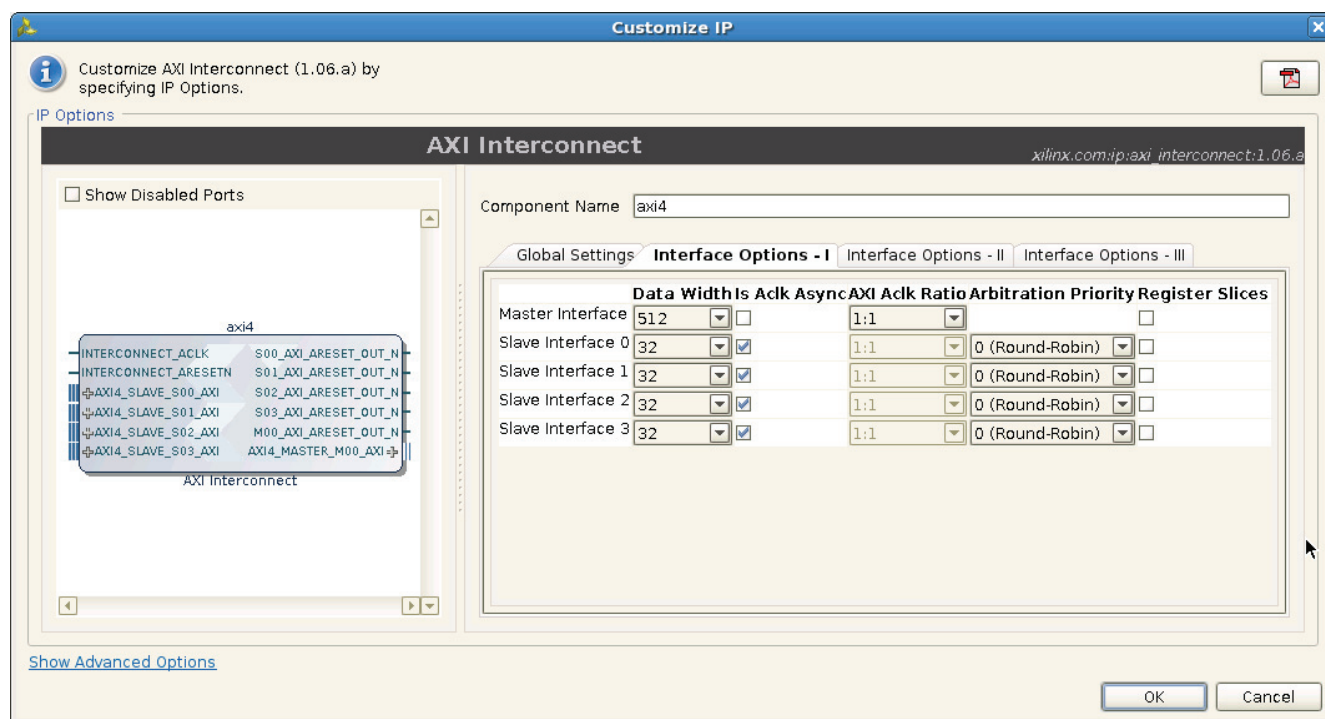 Customize IP
Customize AXI Interconnect (1.06.a) by
specifying IP Options.
IP Options
AXI Interconnect
xilinx.com:ip:axi_interconnect:1.06.a
Show Disabled Ports
axi4
INTERCONNECT_ACLK S00_AXI_ARESET_OUT_N
INTERCONNECT_ARESETN S01_AXI_ARESET_OUT_N
AXI4_SLAVE_S00_AXI S02_AXI_ARESET_OUT_N
AXI4_SLAVE_S01_AXI S03_AXI_ARESET_OUT_N
AXI4_SLAVE_S02_AXI M00_AXI_ARESET_OUT_N
AXI4_SLAVE_S03_AXI AXI4_MASTER_M00_AXI
AXI Interconnect
Component Name axi4
Global Settings Interface Options - I Interface Options - II Interface Options - III
Data Width Is Aclk Async AXI Aclk Ratio Arbitration Priority Register Slices
Master Interface 512 1:1
Slave Interface 0 32 1:1 0 (Round-Robin)
Slave Interface 1 32 1:1 0 (Round-Robin)
Slave Interface 2 32 1:1 0 (Round-Robin)
Slave Interface 3 32 1:1 0 (Round-Robin)
Show Advanced Options
OK Cancel